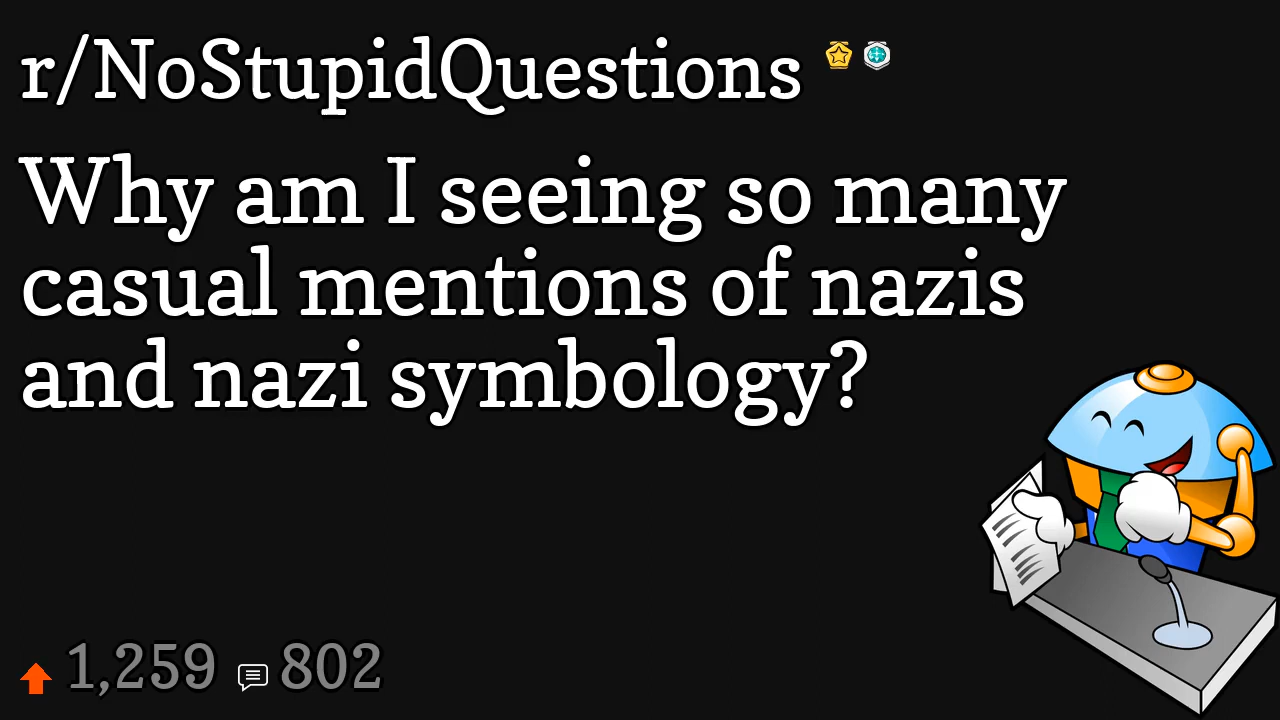 r/NoStupidQuestions
Why am I seeing so many
casual mentions of nazis
and nazi symbology?
1,259 802